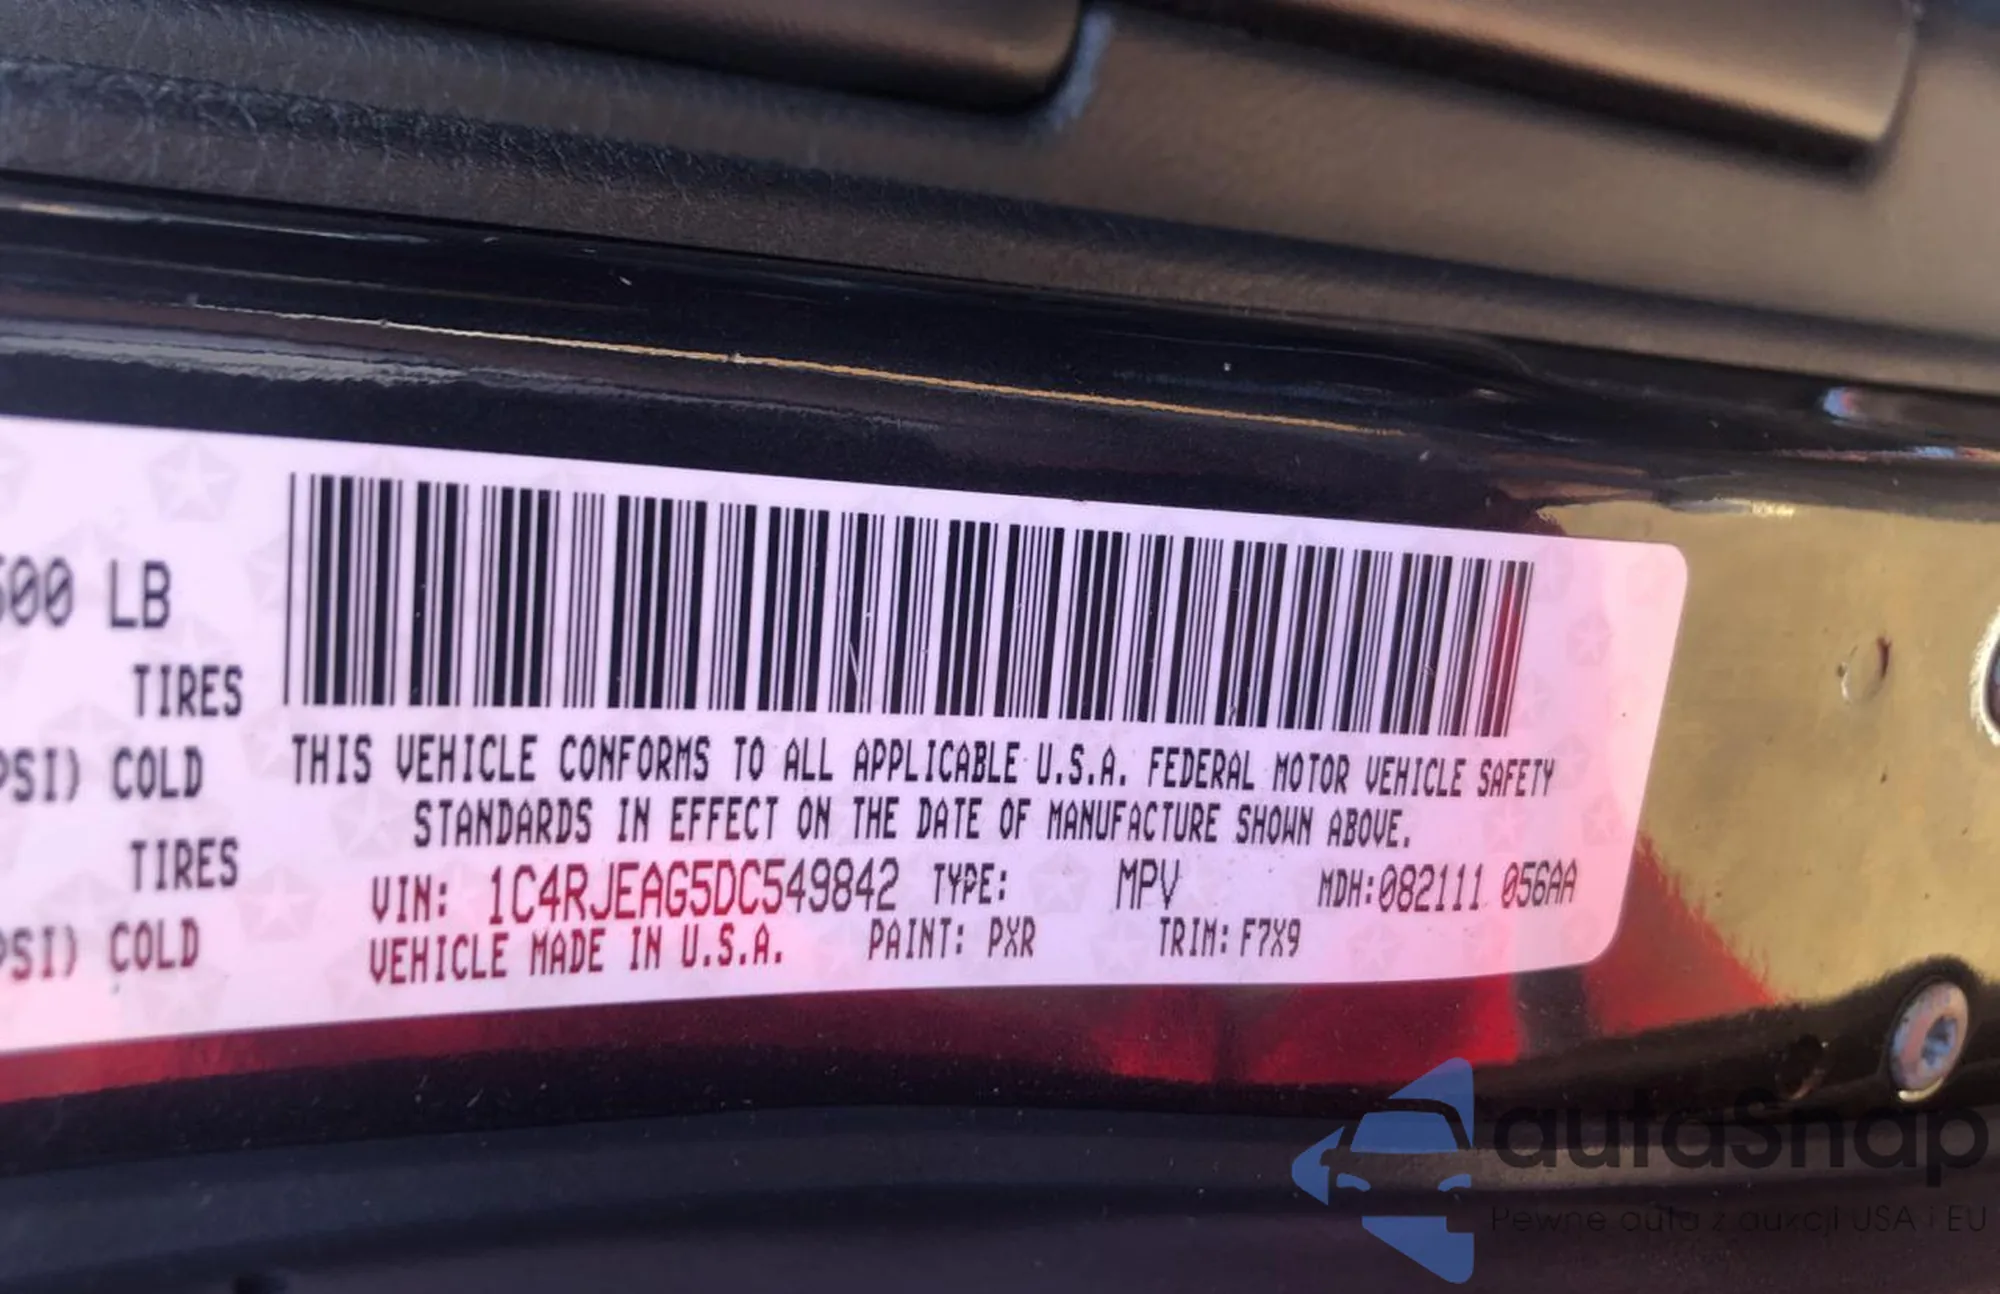 500 LB
TIRES
PSI) COLD
TIRES
PSI) COLD
THIS VEHICLE CONFORMS TO ALL APPLICABLE U.S.A. FEDERAL MOTOR VEHICLE SAFETY
STANDARDS IN EFFECT ON THE DATE OF MANUFACTURE SHOWN ABOVE.
VIN: 1C4RJEAG5DC549842 TYPE: MPV MDH:082111 056AA
VEHICLE MADE IN U.S.A. PAINT: PXR TRIM: F7X9
autaSnap
Pewne auta z aukcji USA i EU